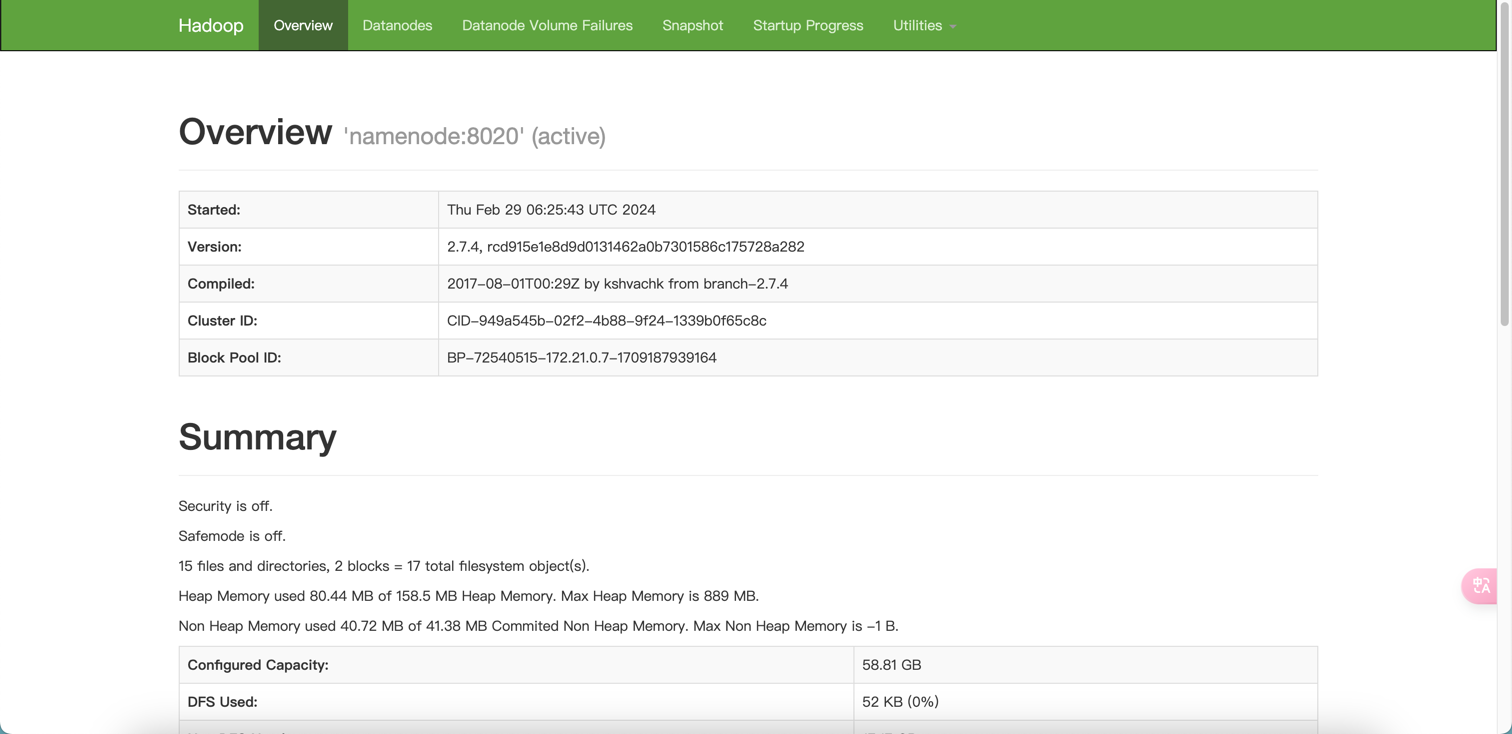 Hadoop Overview Datanodes Datanode Volume Failures Snapshot Startup Progress Utilities
Overview 'namenode:8020' (active)
Started: Thu Feb 29 06:25:43 UTC 2024
Version: 2.7.4, rcd915e1e8d9d0131462a0b7301586c175728a282
Compiled: 2017-08-01T00:29Z by kshvachk from branch-2.7.4
Cluster ID: CID-949a545b-02f2-4b88-9f24-1339b0f65c8c
Block Pool ID: BP-72540515-172.21.0.7-1709187939164
Summary
Security is off.
Safemode is off.
15 files and directories, 2 blocks = 17 total filesystem object(s).
中A
Heap Memory used 80.44 MB of 158.5 MB Heap Memory. Max Heap Memory is 889 MB.
Non Heap Memory used 40.72 MB of 41.38 MB Commited Non Heap Memory. Max Non Heap Memory is -1 B.
Configured Capacity: 58.81 GB
DFS Used: 52 KB (0%)